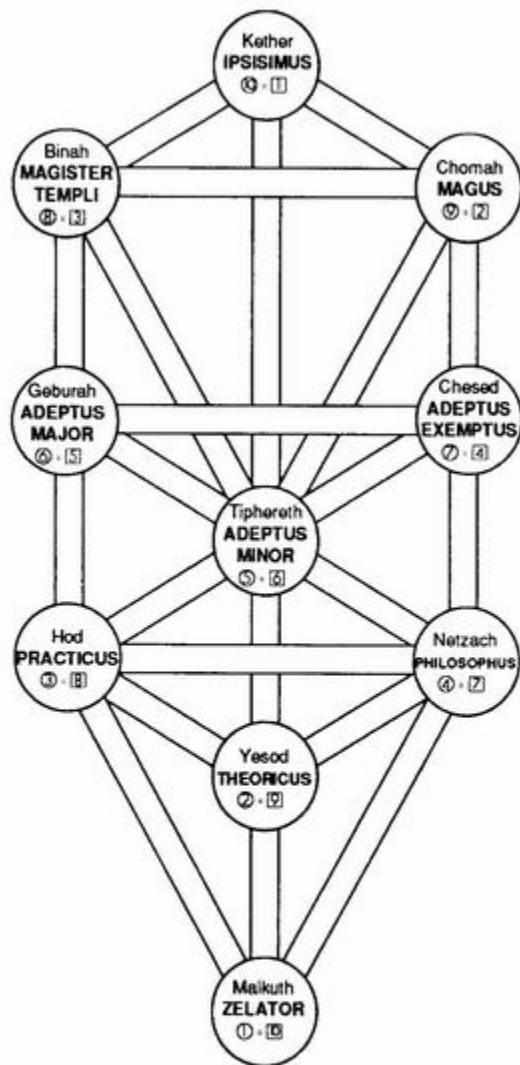 Kether
IPSISIMUS
⑩ = 🄷1
Binah
MAGISTER
TEMPLI
⑧ = [3]
Chomah
MAGUS
⑨ = [2]
Geburah
ADEPTUS
MAJOR
⑥ = [5]
Chesed
ADEPTUS
EXEMPTUS
⑦ = [4]
Tiphereth
ADEPTUS
MINOR
⑤ = [6]
Hod
PRACTICUS
③ = [8]
Netzach
PHILOSOPHUS
④ = [7]
Yesod
THEORICUS
② = [9]
Malkuth
ZELATOR
① = [10]